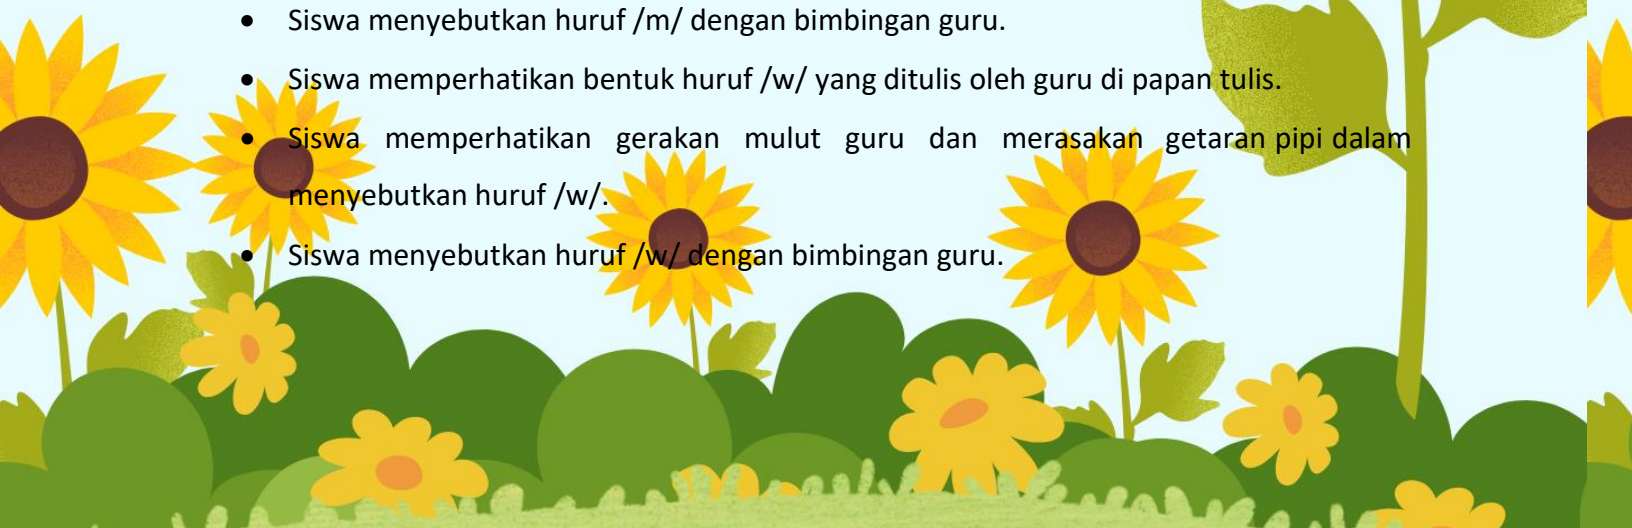 • Siswa menyebutkan huruf /m/ dengan bimbingan guru.
• Siswa memperhatikan bentuk huruf /w/ yang ditulis oleh guru di papan tulis.
• Siswa memperhatikan gerakan mulut guru dan merasakan getaran pipi dalam
menyebutkan huruf /w/.
• Siswa menyebutkan huruf /w/ dengan bimbingan guru.